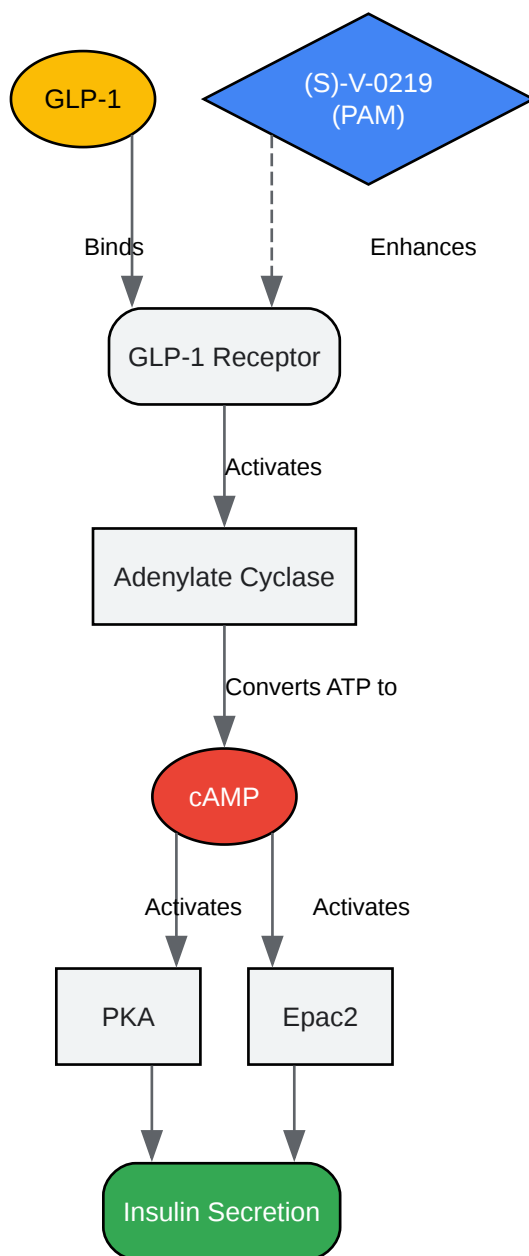 GLP-1
(S)-V-0219
(PAM)
Binds
Enhances
GLP-1 Receptor
Activates
Adenylate Cyclase
Converts ATP to
cAMP
Activates
Activates
PKA
Epac2
Insulin Secretion